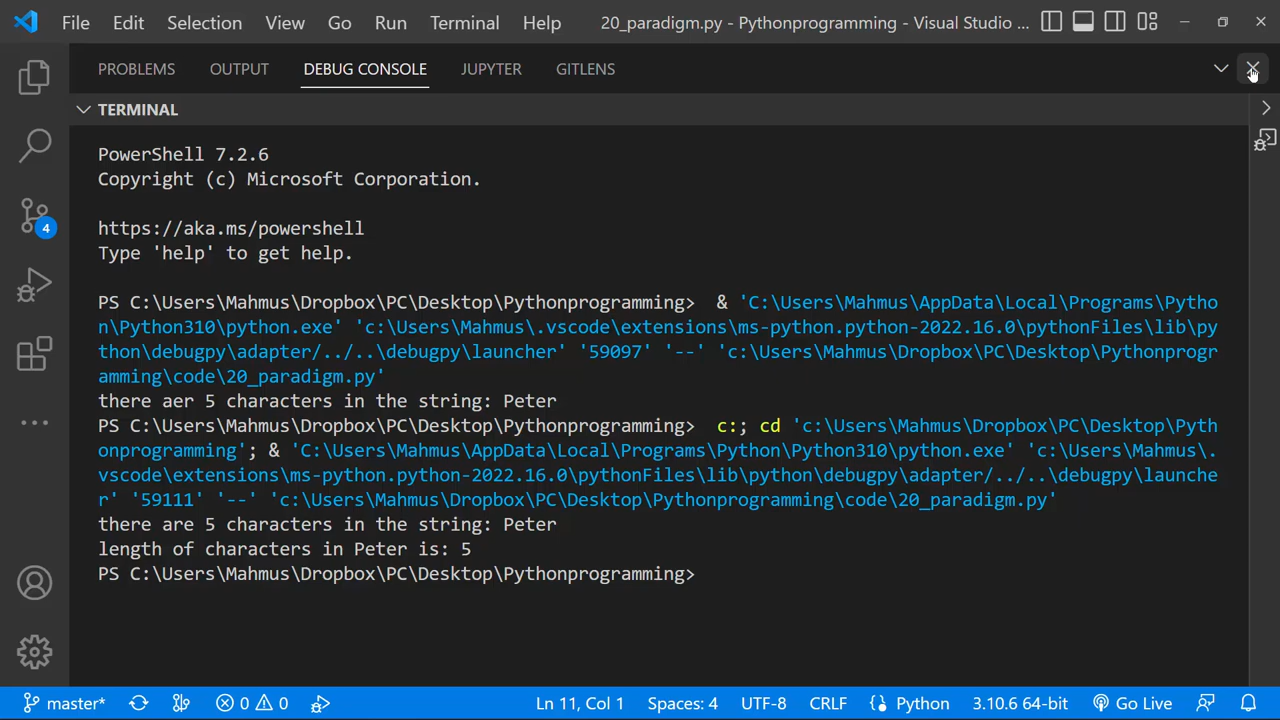 File Edit Selection View Go Run Terminal Help 20_paradigm.py - Pythonprogramming - Visual Studio ...
PROBLEMS OUTPUT DEBUG CONSOLE JUPYTER GITLENS
TERMINAL
PowerShell 7.2.6
Copyright (c) Microsoft Corporation.
https://aka.ms/powershell
Type 'help' to get help.
PS C:\Users\Mahmus\Dropbox\PC\Desktop\Pythonprogramming>  & 'C:\Users\Mahmus\AppData\Local\Programs\Pytho
n\Python310\python.exe' 'c:\Users\Mahmus\.vscode\extensions\ms-python.python-2022.16.0\pythonFiles\lib\py
thon\debugpy\adapter/../..\debugpy\launcher' '59097' '--' 'c:\Users\Mahmus\Dropbox\PC\Desktop\Pythonprogr
amming\code\20_paradigm.py'
there aer 5 characters in the string: Peter
PS C:\Users\Mahmus\Dropbox\PC\Desktop\Pythonprogramming>  c:; cd 'c:\Users\Mahmus\Dropbox\PC\Desktop\Pyth
onprogramming'; & 'C:\Users\Mahmus\AppData\Local\Programs\Python\Python310\python.exe' 'c:\Users\Mahmus\.
vscode\extensions\ms-python.python-2022.16.0\pythonFiles\lib\python\debugpy\adapter/../..\debugpy\launche
r' '59111' '--' 'c:\Users\Mahmus\Dropbox\PC\Desktop\Pythonprogramming\code\20_paradigm.py'
there are 5 characters in the string: Peter
length of characters in Peter is: 5
PS C:\Users\Mahmus\Dropbox\PC\Desktop\Pythonprogramming>
4
master* 0 0 Ln 11, Col 1 Spaces: 4 UTF-8 CRLF Python 3.10.6 64-bit Go Live